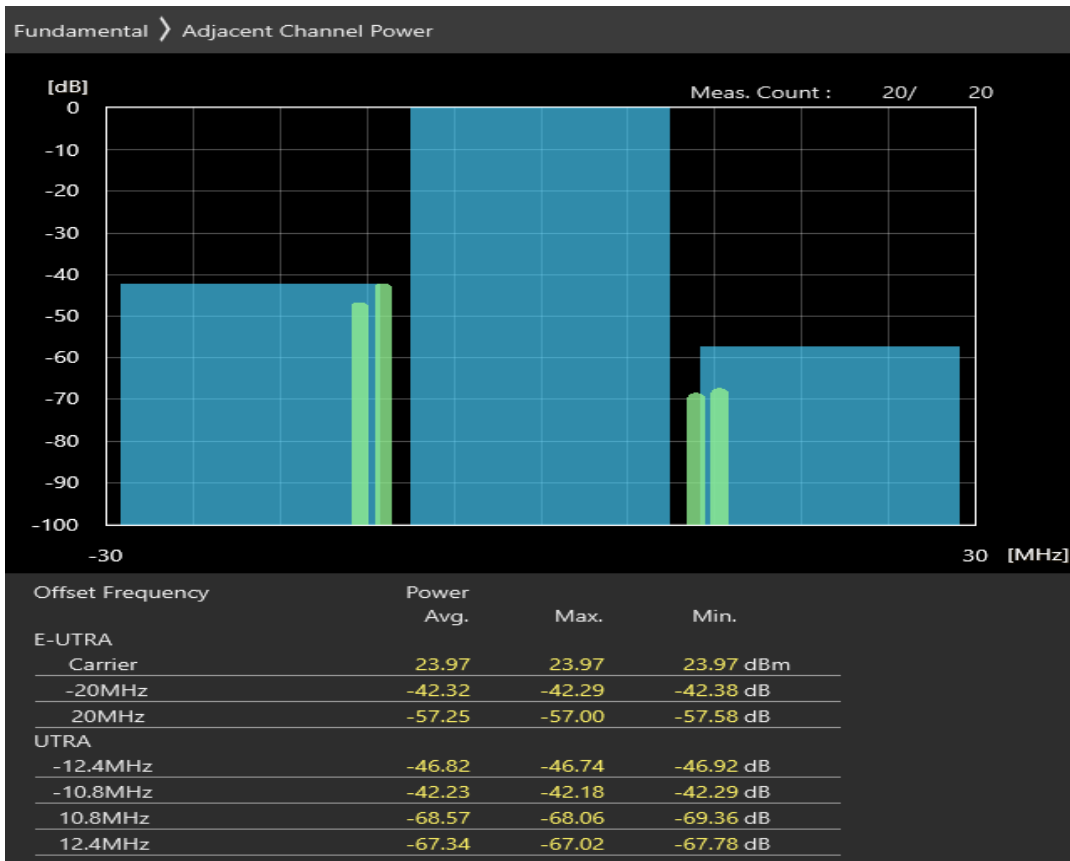 Fundamental 〉 Adjacent Channel Power
[dB]
Meas. Count : 20/ 20
0
-10
-20
-30
-40
-50
-60
-70
-80
-90
-100
-30 30 [MHz]
Offset Frequency Power
Avg. Max. Min.
E-UTRA
Carrier 23.97 23.97 23.97 dBm
-20MHz -42.32 -42.29 -42.38 dB
20MHz -57.25 -57.00 -57.58 dB
UTRA
-12.4MHz -46.82 -46.74 -46.92 dB
-10.8MHz -42.23 -42.18 -42.29 dB
10.8MHz -68.57 -68.06 -69.36 dB
12.4MHz -67.34 -67.02 -67.78 dB